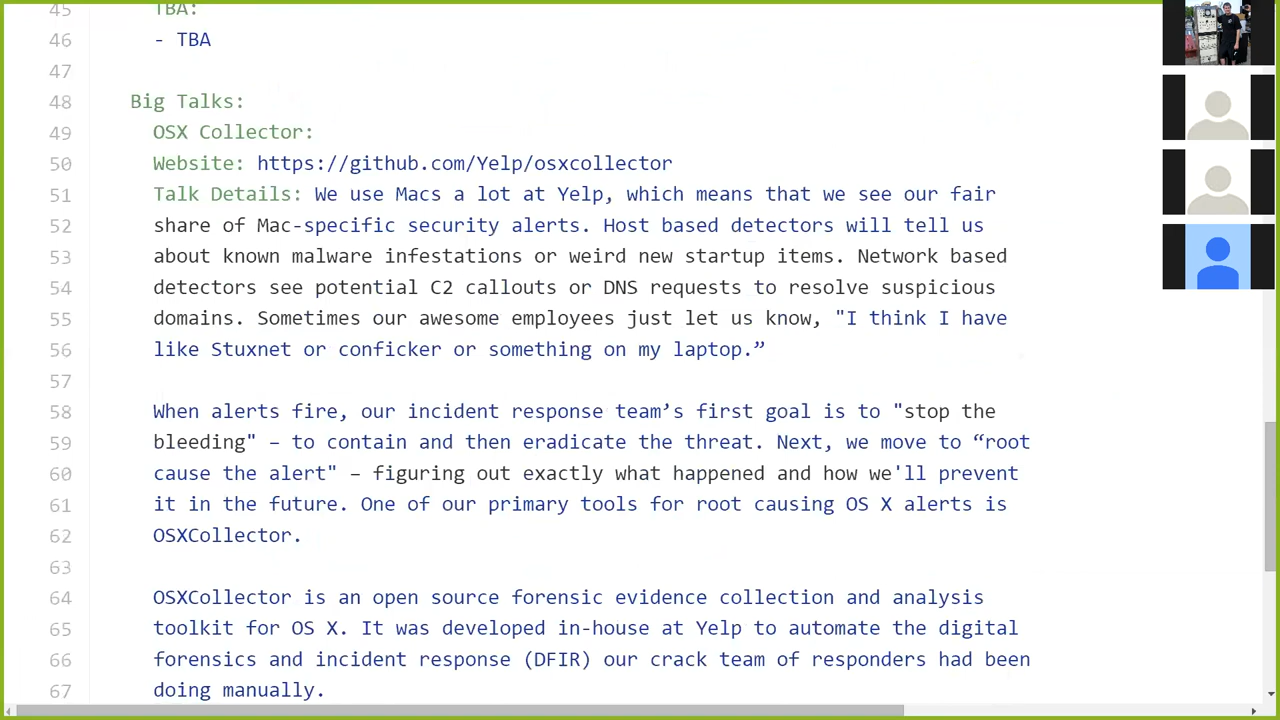 45 TBA:
46 - TBA
47
48 Big Talks:
49 OSX Collector:
50 Website: https://github.com/Yelp/osxcollector
51 Talk Details: We use Macs a lot at Yelp, which means that we see our fair
52 share of Mac-specific security alerts. Host based detectors will tell us
53 about known malware infestations or weird new startup items. Network based
54 detectors see potential C2 callouts or DNS requests to resolve suspicious
55 domains. Sometimes our awesome employees just let us know, "I think I have
56 like Stuxnet or conficker or something on my laptop.”
57
58 When alerts fire, our incident response team’s first goal is to "stop the
59 bleeding" – to contain and then eradicate the threat. Next, we move to “root
60 cause the alert" – figuring out exactly what happened and how we'll prevent
61 it in the future. One of our primary tools for root causing OS X alerts is
62 OSXCollector.
63
64 OSXCollector is an open source forensic evidence collection and analysis
65 toolkit for OS X. It was developed in-house at Yelp to automate the digital
66 forensics and incident response (DFIR) our crack team of responders had been
67 doing manually.